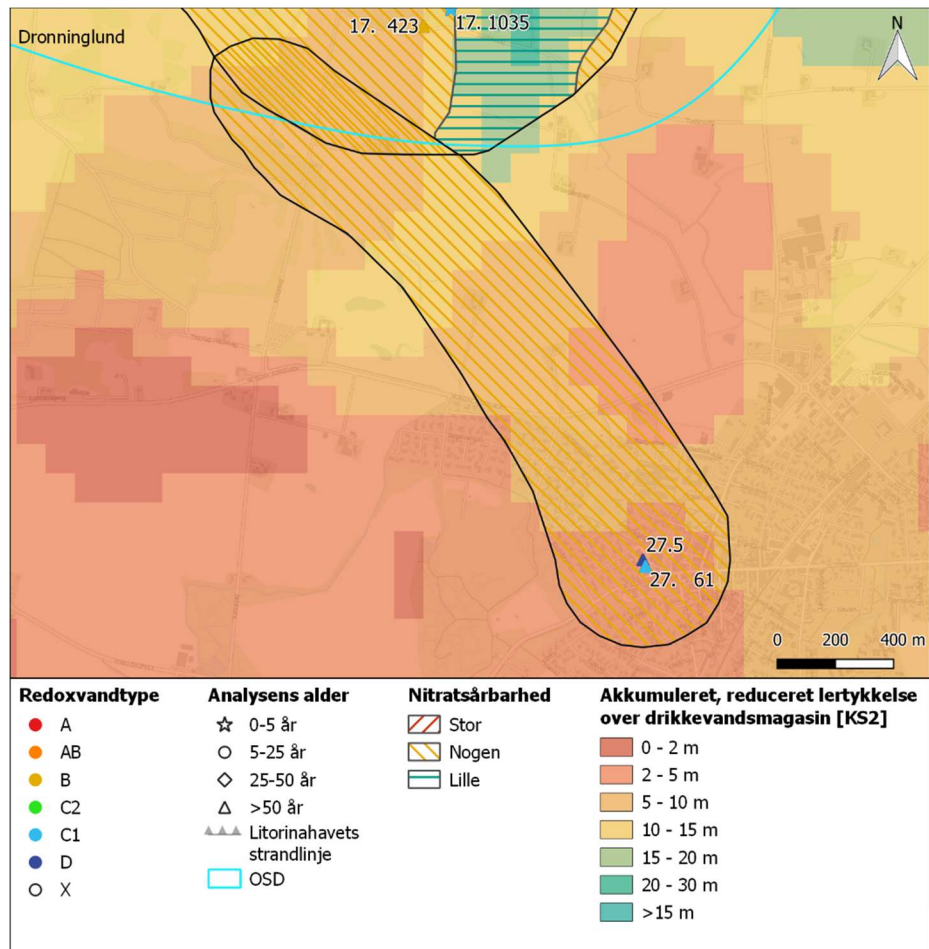 Dronninglund
17. 423
17. 1035
N
27.5
27. 61
0 200 400 m
Redoxvandtype
A
AB
B
C2
C1
D
X
Analysens alder
0-5 år
5-25 år
25-50 år
>50 år
Litorinahavets
strandlinje
OSD
Nitratsårbarhed
Stor
Nogen
Lille
Akkumuleret, reduceret lertykkelse
over drikkevandsmagasin [KS2]
0 - 2 m
2 - 5 m
5 - 10 m
10 - 15 m
15 - 20 m
20 - 30 m
>15 m